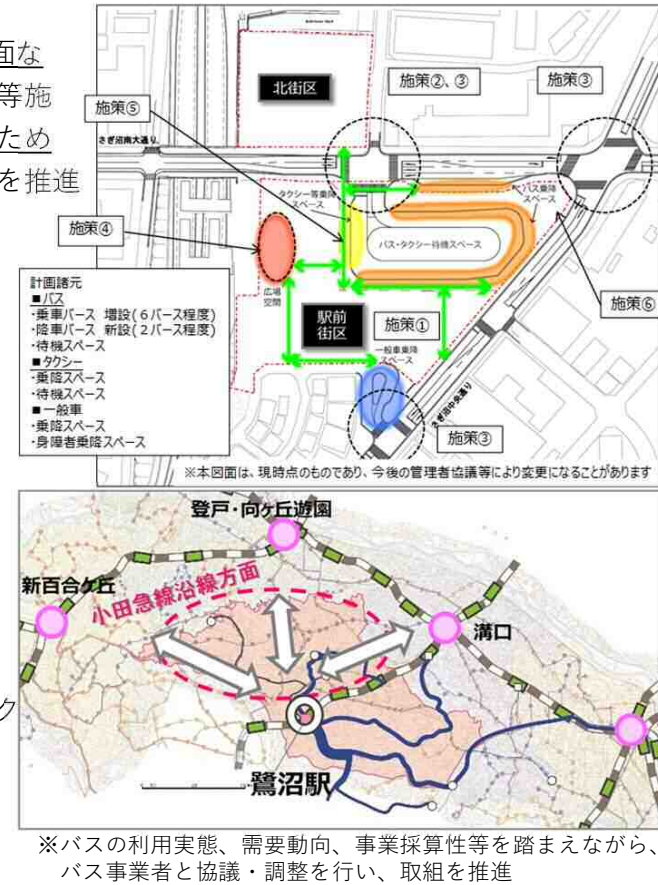 面な
等施
ため
を推進
北街区
施策②、③
施策③
施策⑤
さぎ沼南大通り
タクシー等乗降
スペース
バス乗降
スペース
施策④
バス・タクシー待機スペース
計画諸元
■バス
・乗車バース 増設(6バース程度)
・降車バース 新設(2バース程度)
・待機スペース
■タクシー
・乗降スペース
・待機スペース
■一般車
・乗降スペース
・身障者乗降スペース
広場
空間
駅前
街区
施策①
施策⑥
一般車乗降
スペース
さぎ沼中央通り
施策③
※本図面は、現時点のものであり、今後の管理者協議等により変更になることがあります
登戸・向ヶ丘遊園
新百合ケ丘
小田急線沿線方面
溝口
ク
鷺沼駅
※バスの利用実態、需要動向、事業採算性等を踏まえながら、
バス事業者と協議・調整を行い、取組を推進